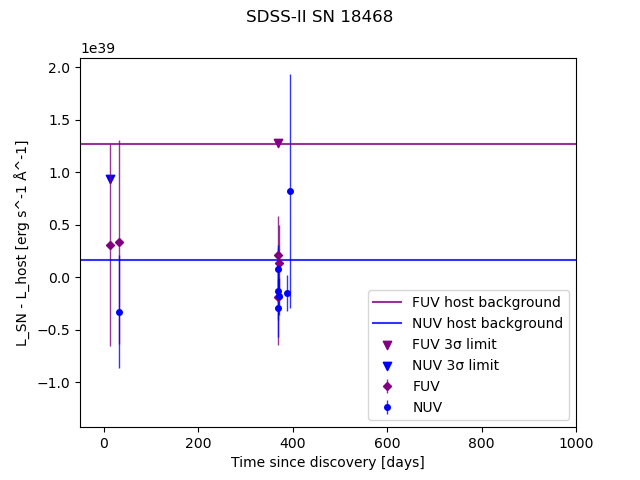 SDSS-II SN 18468
1e39
2.0
1.5
1.0
0.5
0.0
−0.5
−1.0
L_SN - L_host [erg s^-1 Å^-1]
0
200
400
600
800
1000
Time since discovery [days]
FUV host background
NUV host background
FUV 3σ limit
NUV 3σ limit
FUV
NUV